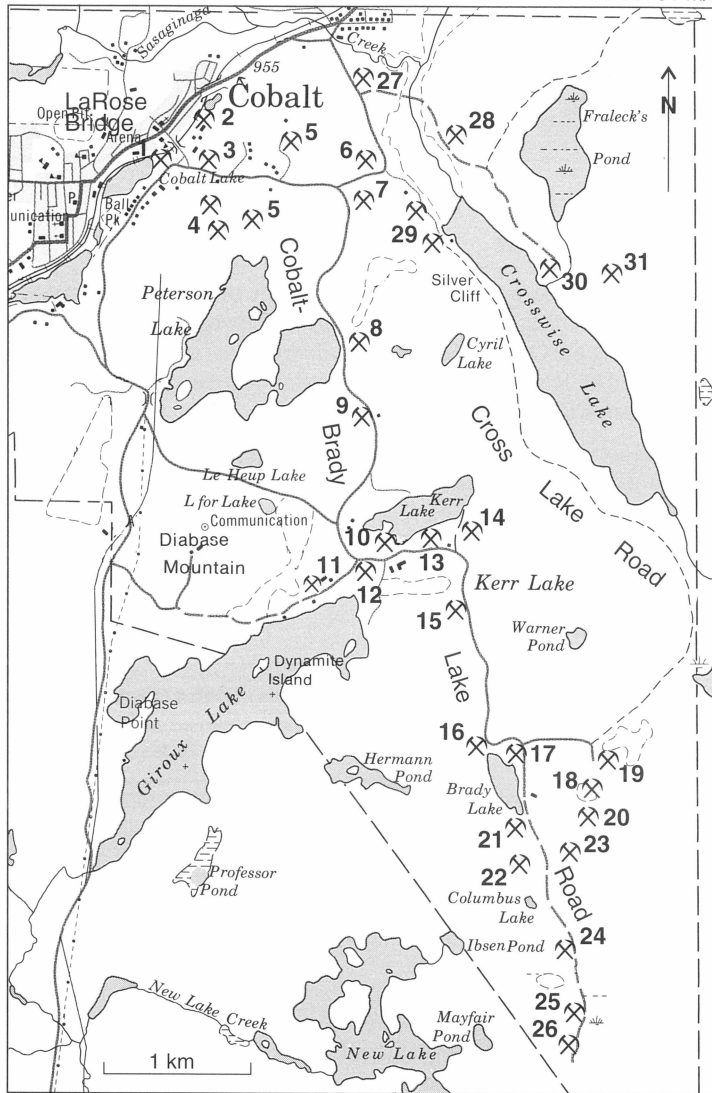 Sasaginaga
Creek
955
27
Cobalt
N
LaRose
Bridge
Open Pit
Arena
2
28
Fraleck's
Pond
1
3
5
6
Cobalt Lake
7
P
Ball
Pk
4
5
29
Cobalt-
30
31
Silver
Cliff
Crosswise
Lake
Peterson
Lake
8
Cyril
Lake
9
Brady
Cross
Lake
Road
Le Heup Lake
L for Lake
Communication
Kerr
Lake
14
Diabase
Mountain
10
13
11
12
Kerr Lake
15
Warner
Pond
Lake
Dynamite
Island
Diabase
Point
Giroux Lake
16
17
Hermann
Pond
18
19
Brady
Lake
20
21
23
22
Professor
Pond
Columbus
Lake
Road
24
Ibsen Pond
New Lake Creek
25
Mayfair
Pond
26
1 km
New Lake